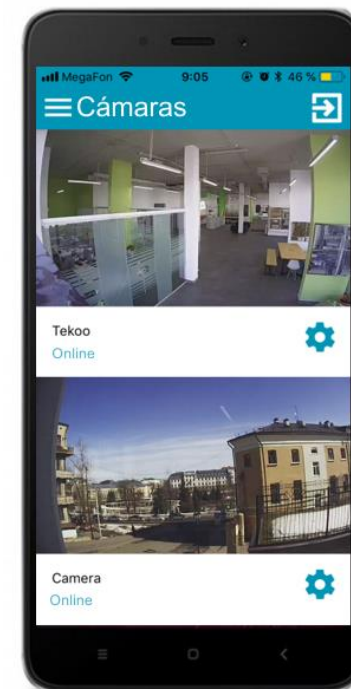 MegaFon 9:05 46 %
Cámaras
Tekoo
Online
Camera
Online